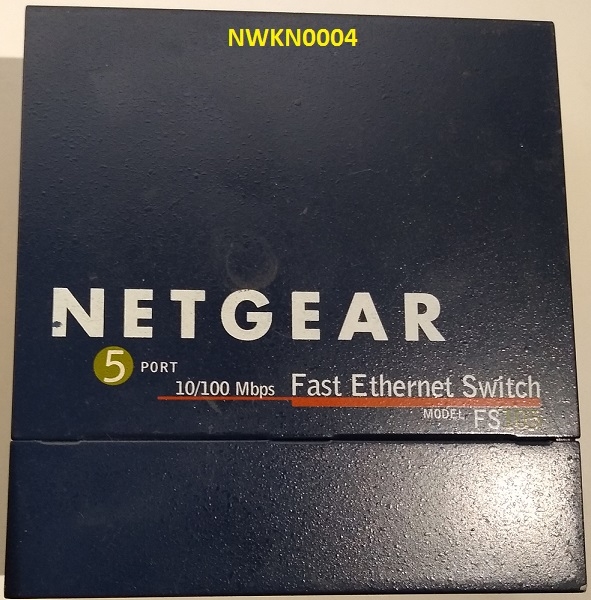 NWKN0004
NETGEAR
5 PORT
10/100 Mbps Fast Ethernet Switch
MODEL FS